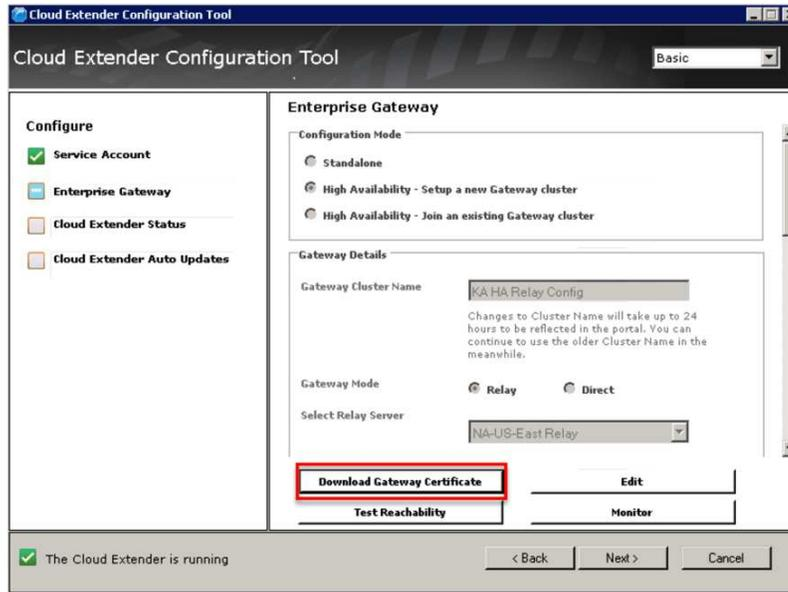 Cloud Extender Configuration Tool
Cloud Extender Configuration Tool
Basic
Configure
Service Account
Enterprise Gateway
Cloud Extender Status
Cloud Extender Auto Updates
Enterprise Gateway
Configuration Mode
Standalone
High Availability - Setup a new Gateway cluster
High Availability - Join an existing Gateway cluster
Gateway Details
Gateway Cluster Name
KA HA Relay Config
Changes to Cluster Name will take up to 24
hours to be reflected in the portal. You can
continue to use the older Cluster Name in the
meanwhile.
Gateway Mode
Relay
Direct
Select Relay Server
NA-US-East Relay
Download Gateway Certificate
Edit
Test Reachability
Monitor
The Cloud Extender is running
< Back
Next >
Cancel